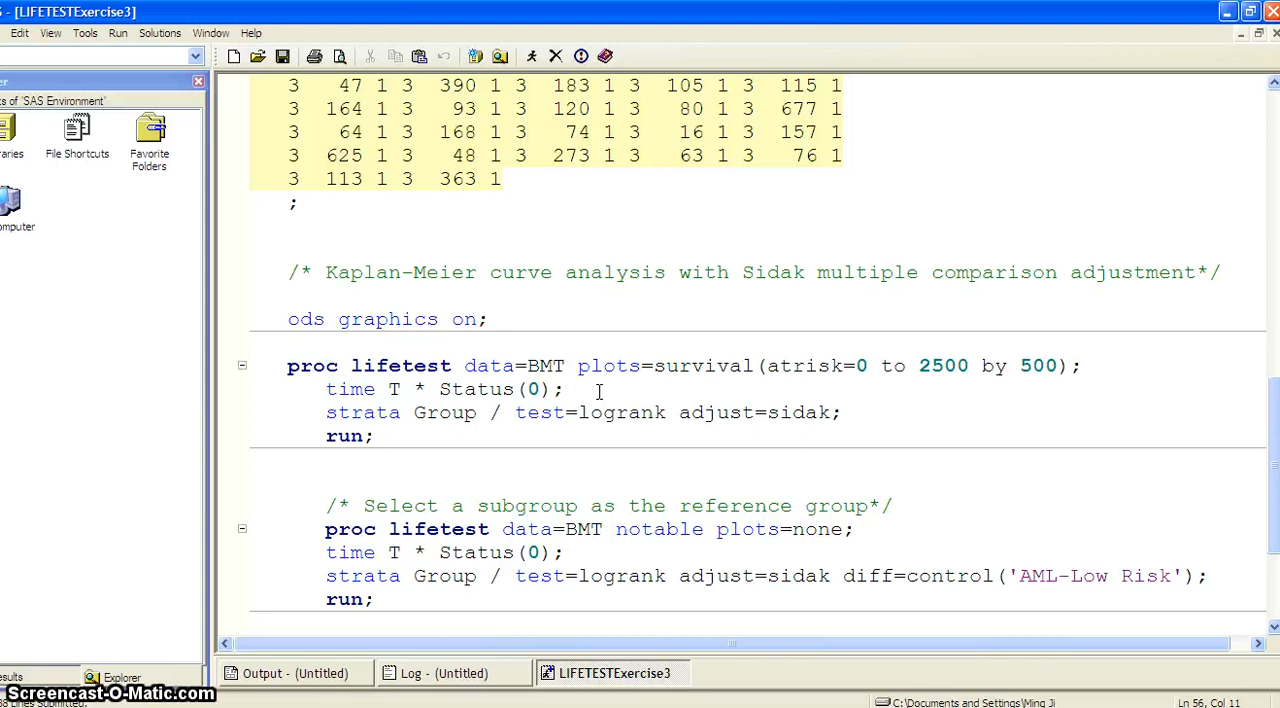 S - [LIFETESTExercise3]
Edit View Tools Run Solutions Window Help
er
ts of 'SAS Environment'
raries File Shortcuts Favorite Folders
omputer
3 47 1 3 390 1 3 183 1 3 105 1 3 115 1
3 164 1 3 93 1 3 120 1 3 80 1 3 677 1
3 64 1 3 168 1 3 74 1 3 16 1 3 157 1
3 625 1 3 48 1 3 273 1 3 63 1 3 76 1
3 113 1 3 363 1
;
/* Kaplan-Meier curve analysis with Sidak multiple comparison adjustment*/
ods graphics on;
proc lifetest data=BMT plots=survival(atrisk=0 to 2500 by 500);
time T * Status(0);
strata Group / test=logrank adjust=sidak;
run;
/* Select a subgroup as the reference group*/
proc lifetest data=BMT notable plots=none;
time T * Status(0);
strata Group / test=logrank adjust=sidak diff=control('AML-Low Risk');
run;
esults Explorer
Output - (Untitled) Log - (Untitled) LIFETESTExercise3
Screencast-O-Matic.com
Lines Submitted. C:\Documents and Settings\Ming Ji Ln 56, Col 11